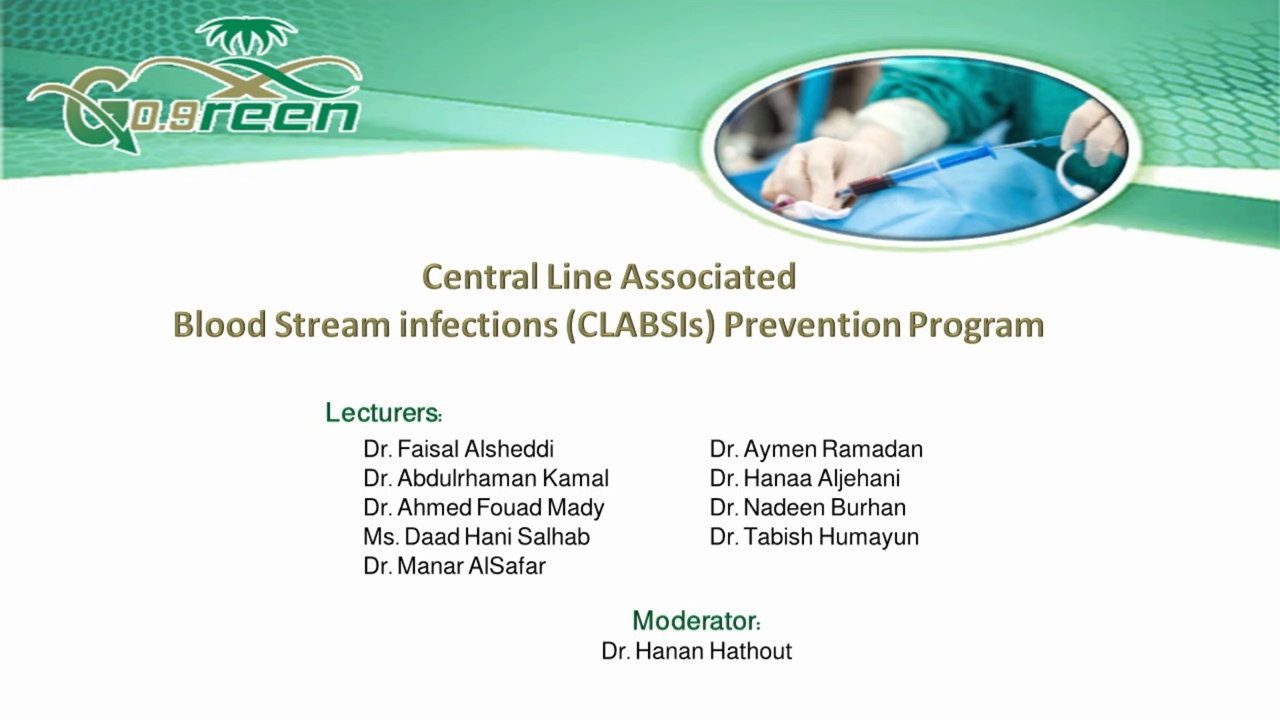 Go.green
Central Line Associated
Blood Stream infections (CLABSIs) Prevention Program
Lecturers:
Dr. Faisal Alsheddi
Dr. Abdulrhaman Kamal
Dr. Ahmed Fouad Mady
Ms. Daad Hani Salhab
Dr. Manar AlSafar
Dr. Aymen Ramadan
Dr. Hanaa Aljehani
Dr. Nadeen Burhan
Dr. Tabish Humayun
Moderator:
Dr. Hanan Hathout